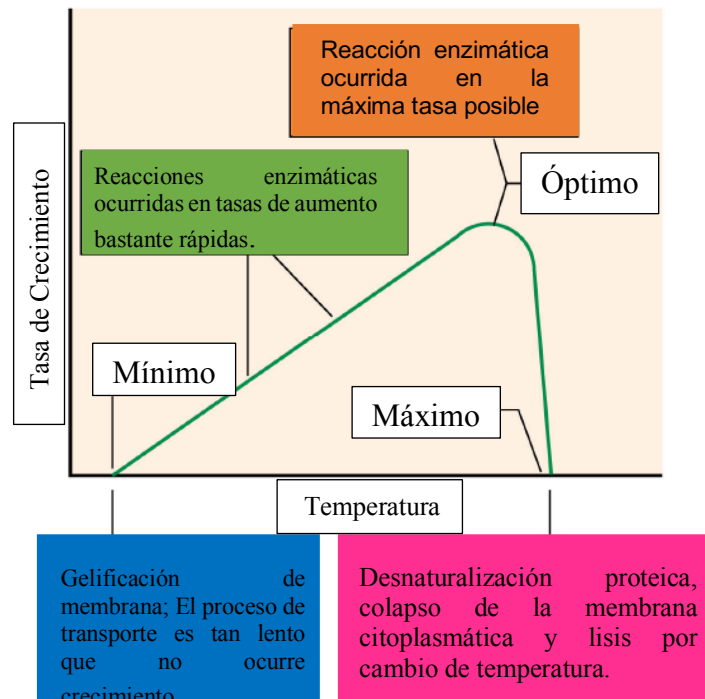 Reacción enzimática
ocurrida en la
máxima tasa posible
Óptimo
Reacciones enzimáticas
ocurridas en tasas de aumento
bastante rápidas.
Tasa de Crecimiento
Mínimo
Máximo
Temperatura
Gelificación de
membrana; El proceso de
transporte es tan lento
que no ocurre
crecimiento
Desnaturalización proteica,
colapso de la membrana
citoplasmática y lisis por
cambio de temperatura.